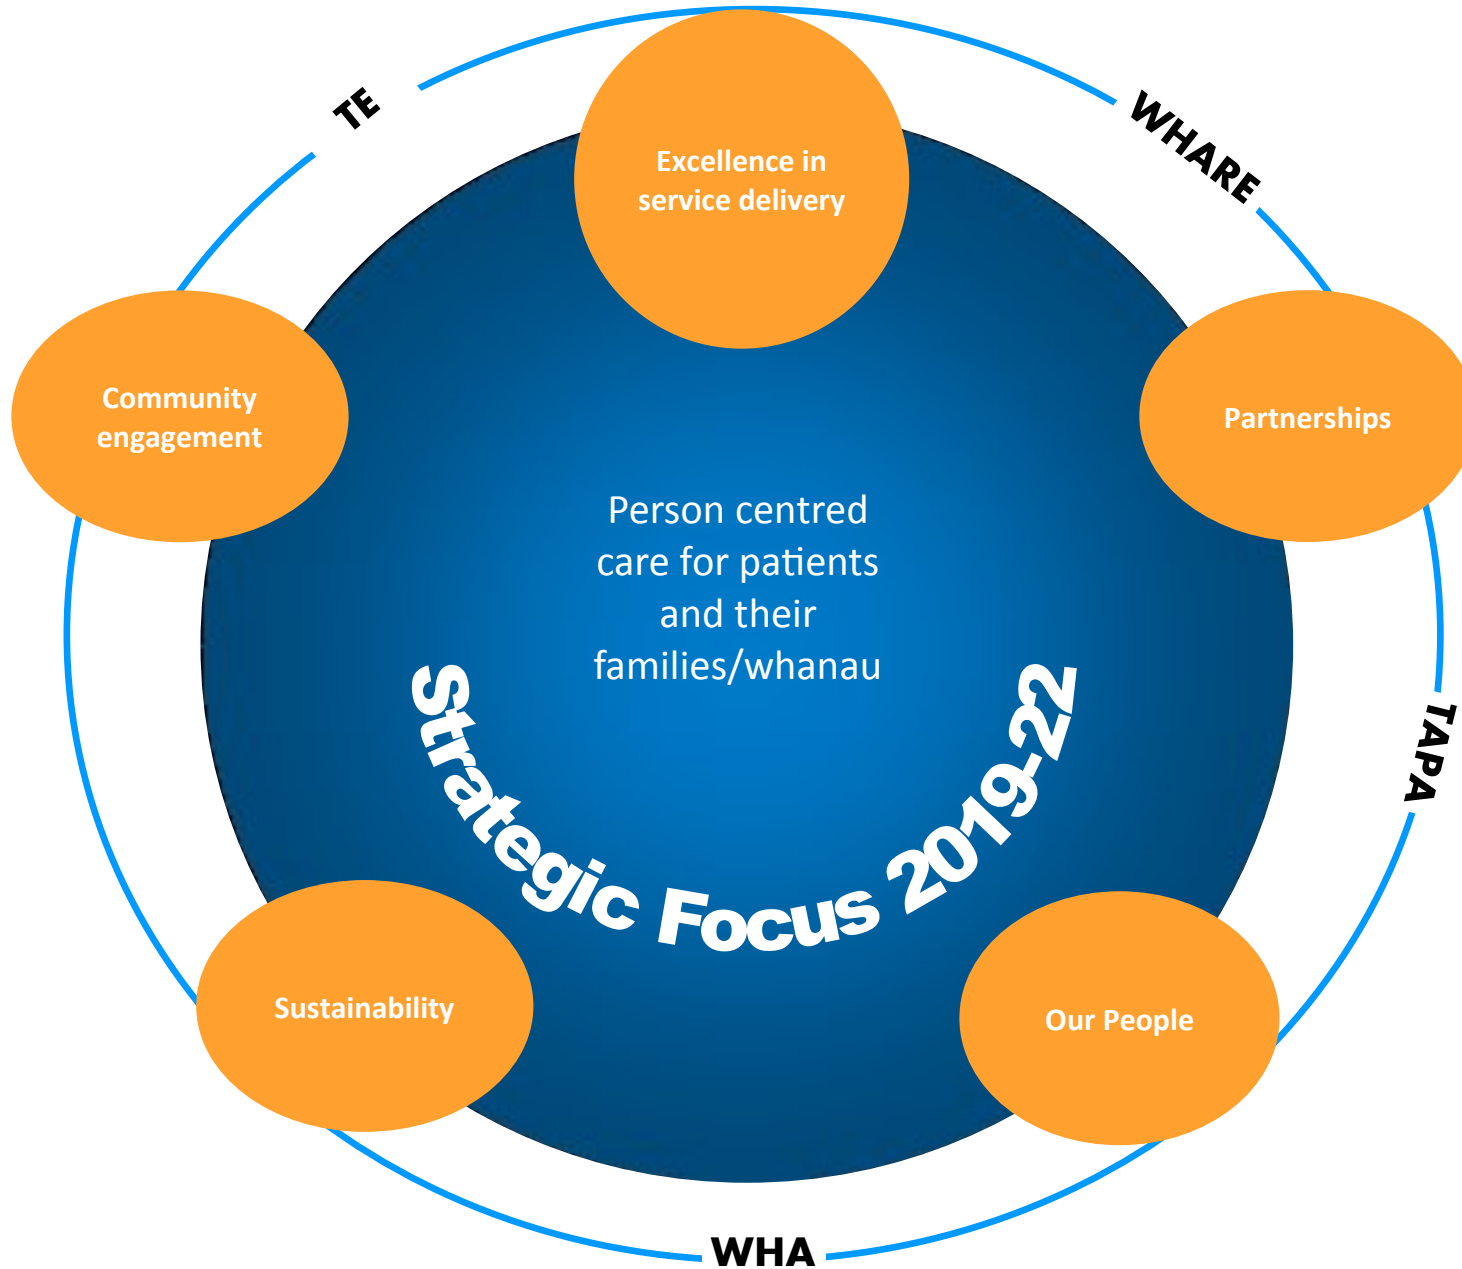 TE
WHARE
TAPA
WHA
Excellence in
service delivery
Partnerships
Our People
Sustainability
Community
engagement
Person centred
care for patients
and their
families/whanau
Strategic Focus 2019-22